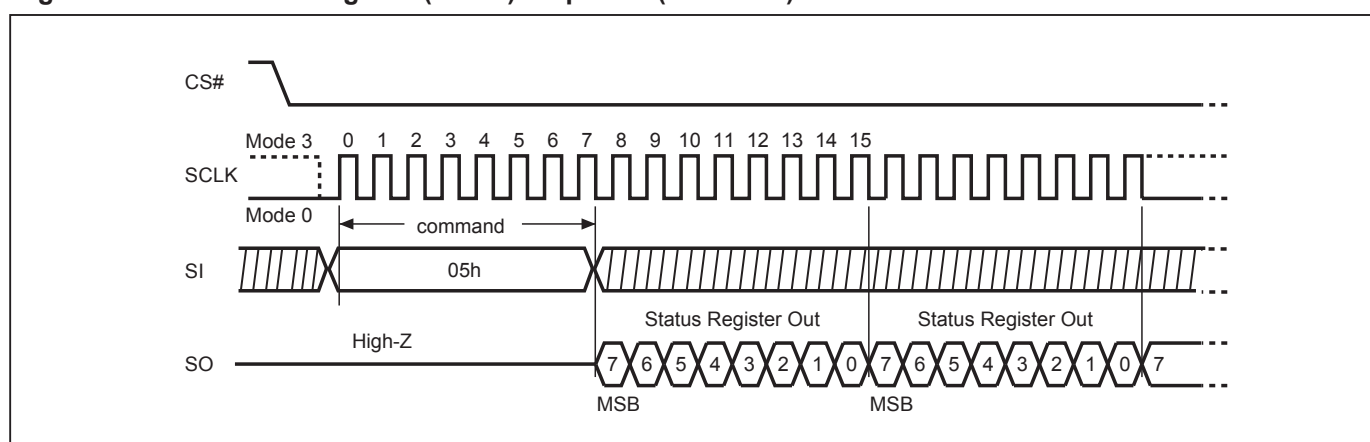 CS#
Mode 3 0 1 2 3 4 5 6 7 8 9 10 11 12 13 14 15
SCLK
Mode 0
command
SI
05h
Status Register Out Status Register Out
High-Z
SO
7 6 5 4 3 2 1 0 7 6 5 4 3 2 1 0 7
MSB MSB